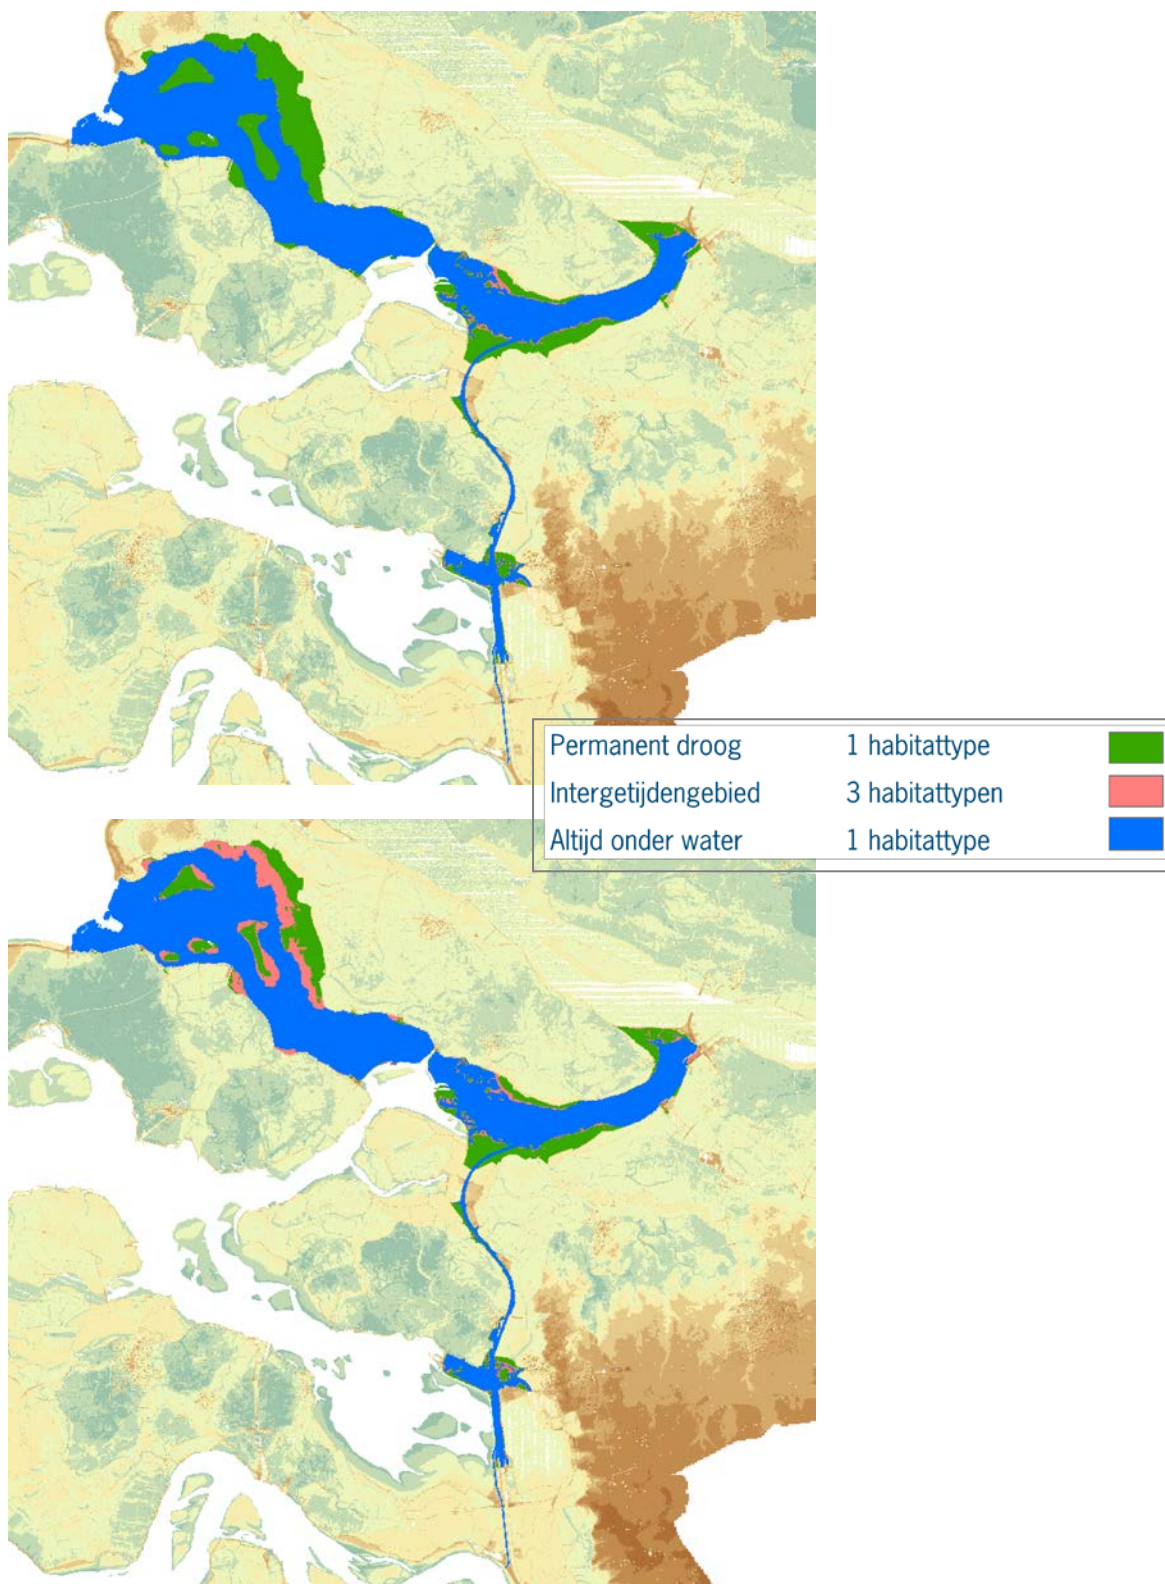 Permanent droog 1 habitattype
Intergetijdengebied 3 habitattypen
Altijd onder water 1 habitattype